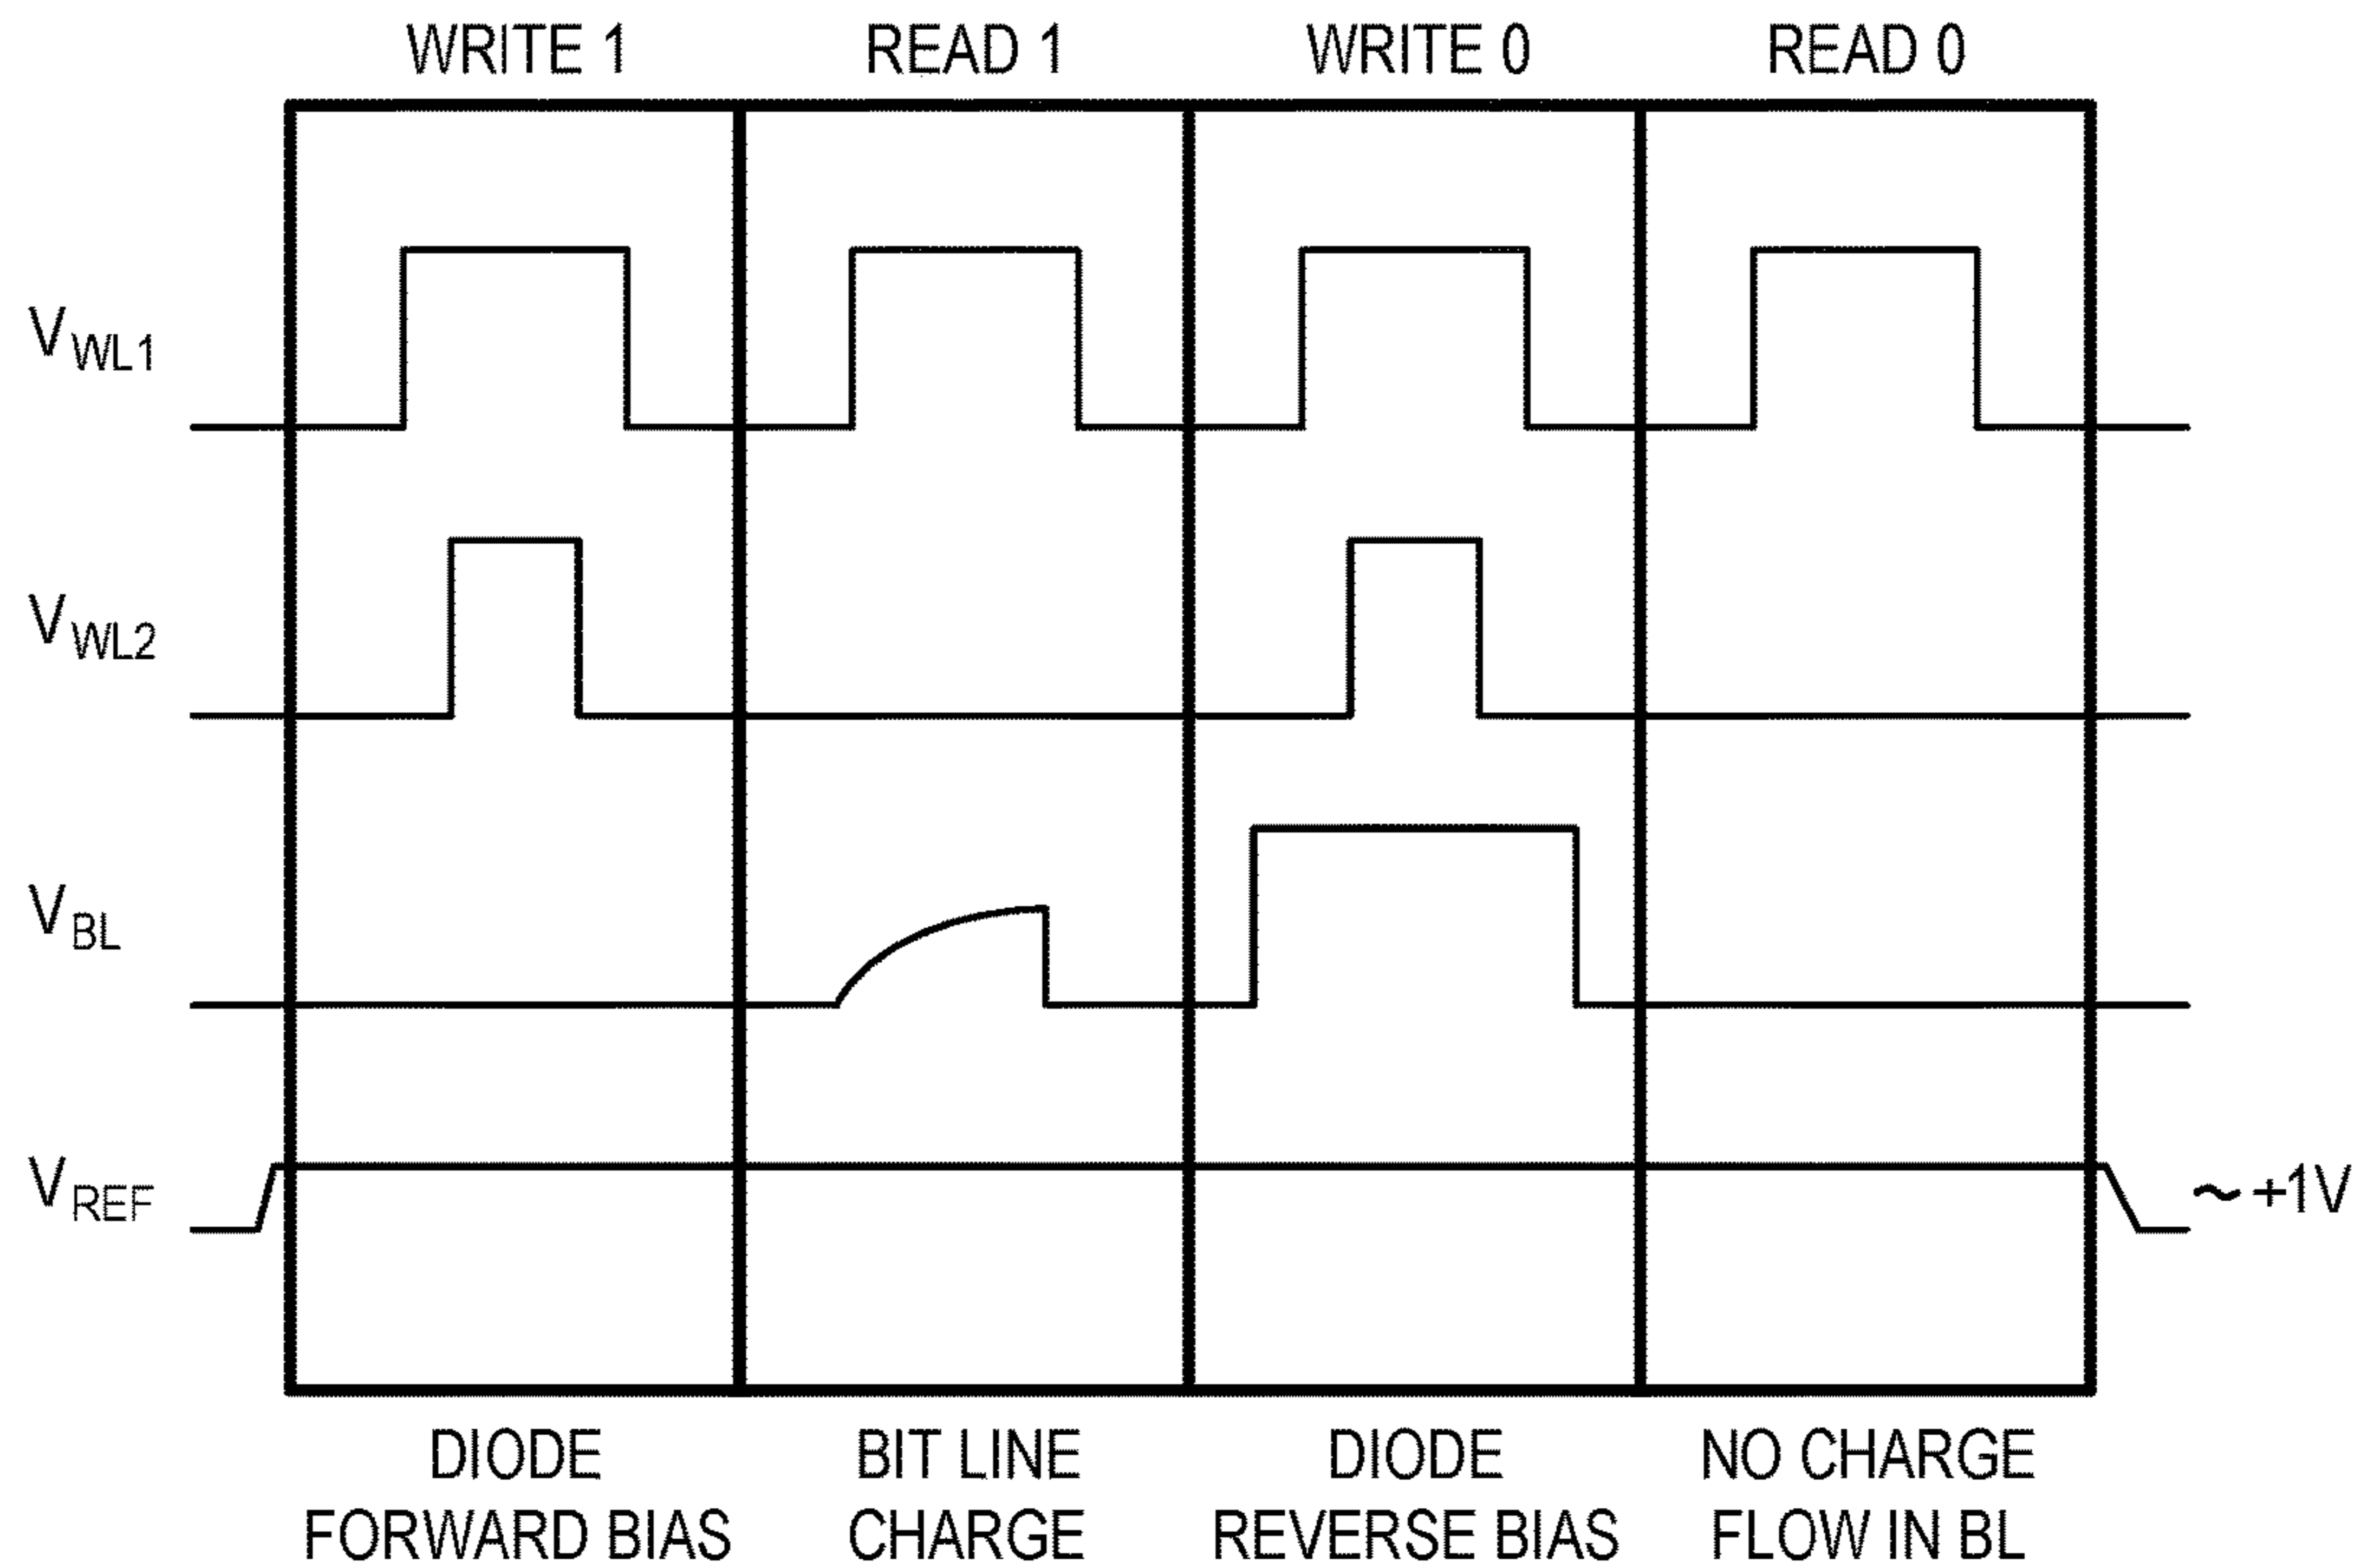 WRITE 1 READ 1 WRITE 0 READ 0
VWL1
VWL2
VBL
VREF ~ +1V
DIODE BIT LINE DIODE NO CHARGE
FORWARD BIAS CHARGE REVERSE BIAS FLOW IN BL